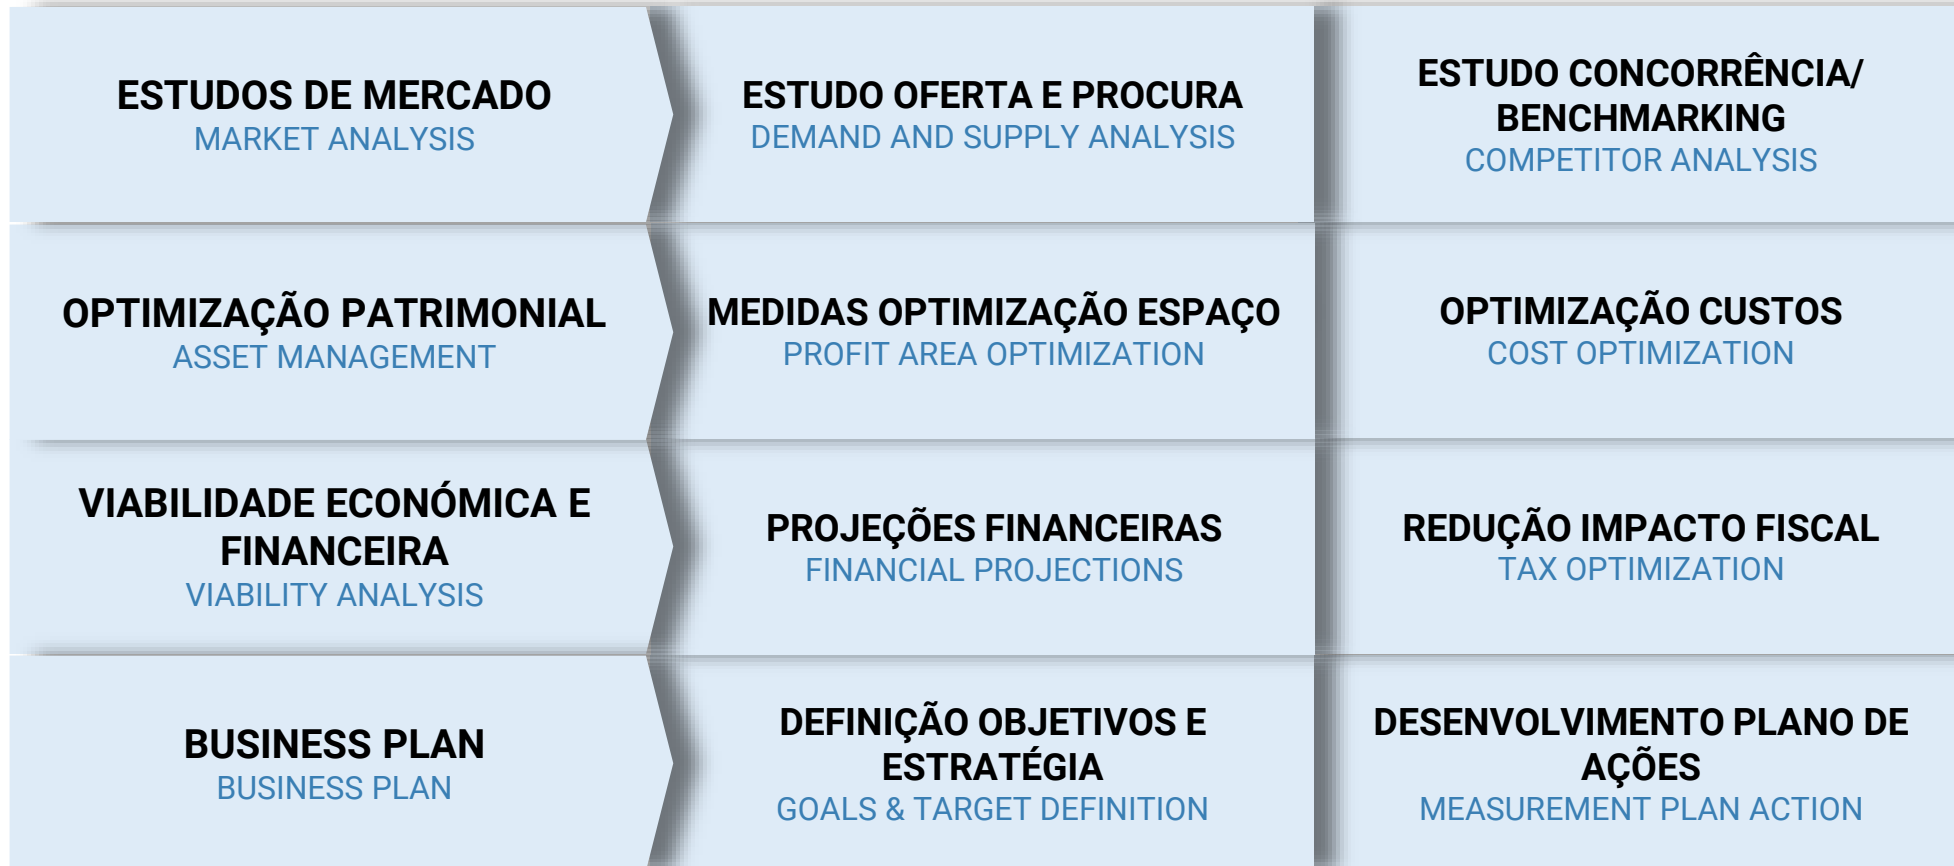 ESTUDOS DE MERCADO
MARKET ANALYSIS
ESTUDO OFERTA E PROCURA
DEMAND AND SUPPLY ANALYSIS
ESTUDO CONCORRÊNCIA/
BENCHMARKING
COMPETITOR ANALYSIS
OPTIMIZAÇÃO PATRIMONIAL
ASSET MANAGEMENT
MEDIDAS OPTIMIZAÇÃO ESPAÇO
PROFIT AREA OPTIMIZATION
OPTIMIZAÇÃO CUSTOS
COST OPTIMIZATION
VIABILIDADE ECONÓMICA E
FINANCEIRA
VIABILITY ANALYSIS
PROJEÇÕES FINANCEIRAS
FINANCIAL PROJECTIONS
REDUÇÃO IMPACTO FISCAL
TAX OPTIMIZATION
BUSINESS PLAN
BUSINESS PLAN
DEFINIÇÃO OBJETIVOS E
ESTRATÉGIA
GOALS & TARGET DEFINITION
DESENVOLVIMENTO PLANO DE
AÇÕES
MEASUREMENT PLAN ACTION